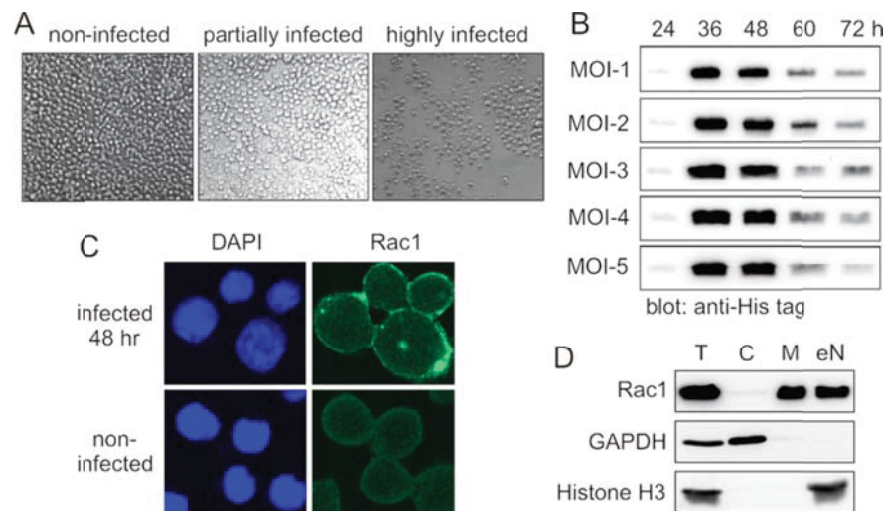 A
non-infected partially infected highly infected
B
24 36 48 60 72 h
MOI-1
MOI-2
MOI-3
MOI-4
MOI-5
blot: anti-His tag
C
DAPI Rac1
infected
48 hr
non-
infected
D
T C M eN
Rac1
GAPDH
Histone H3